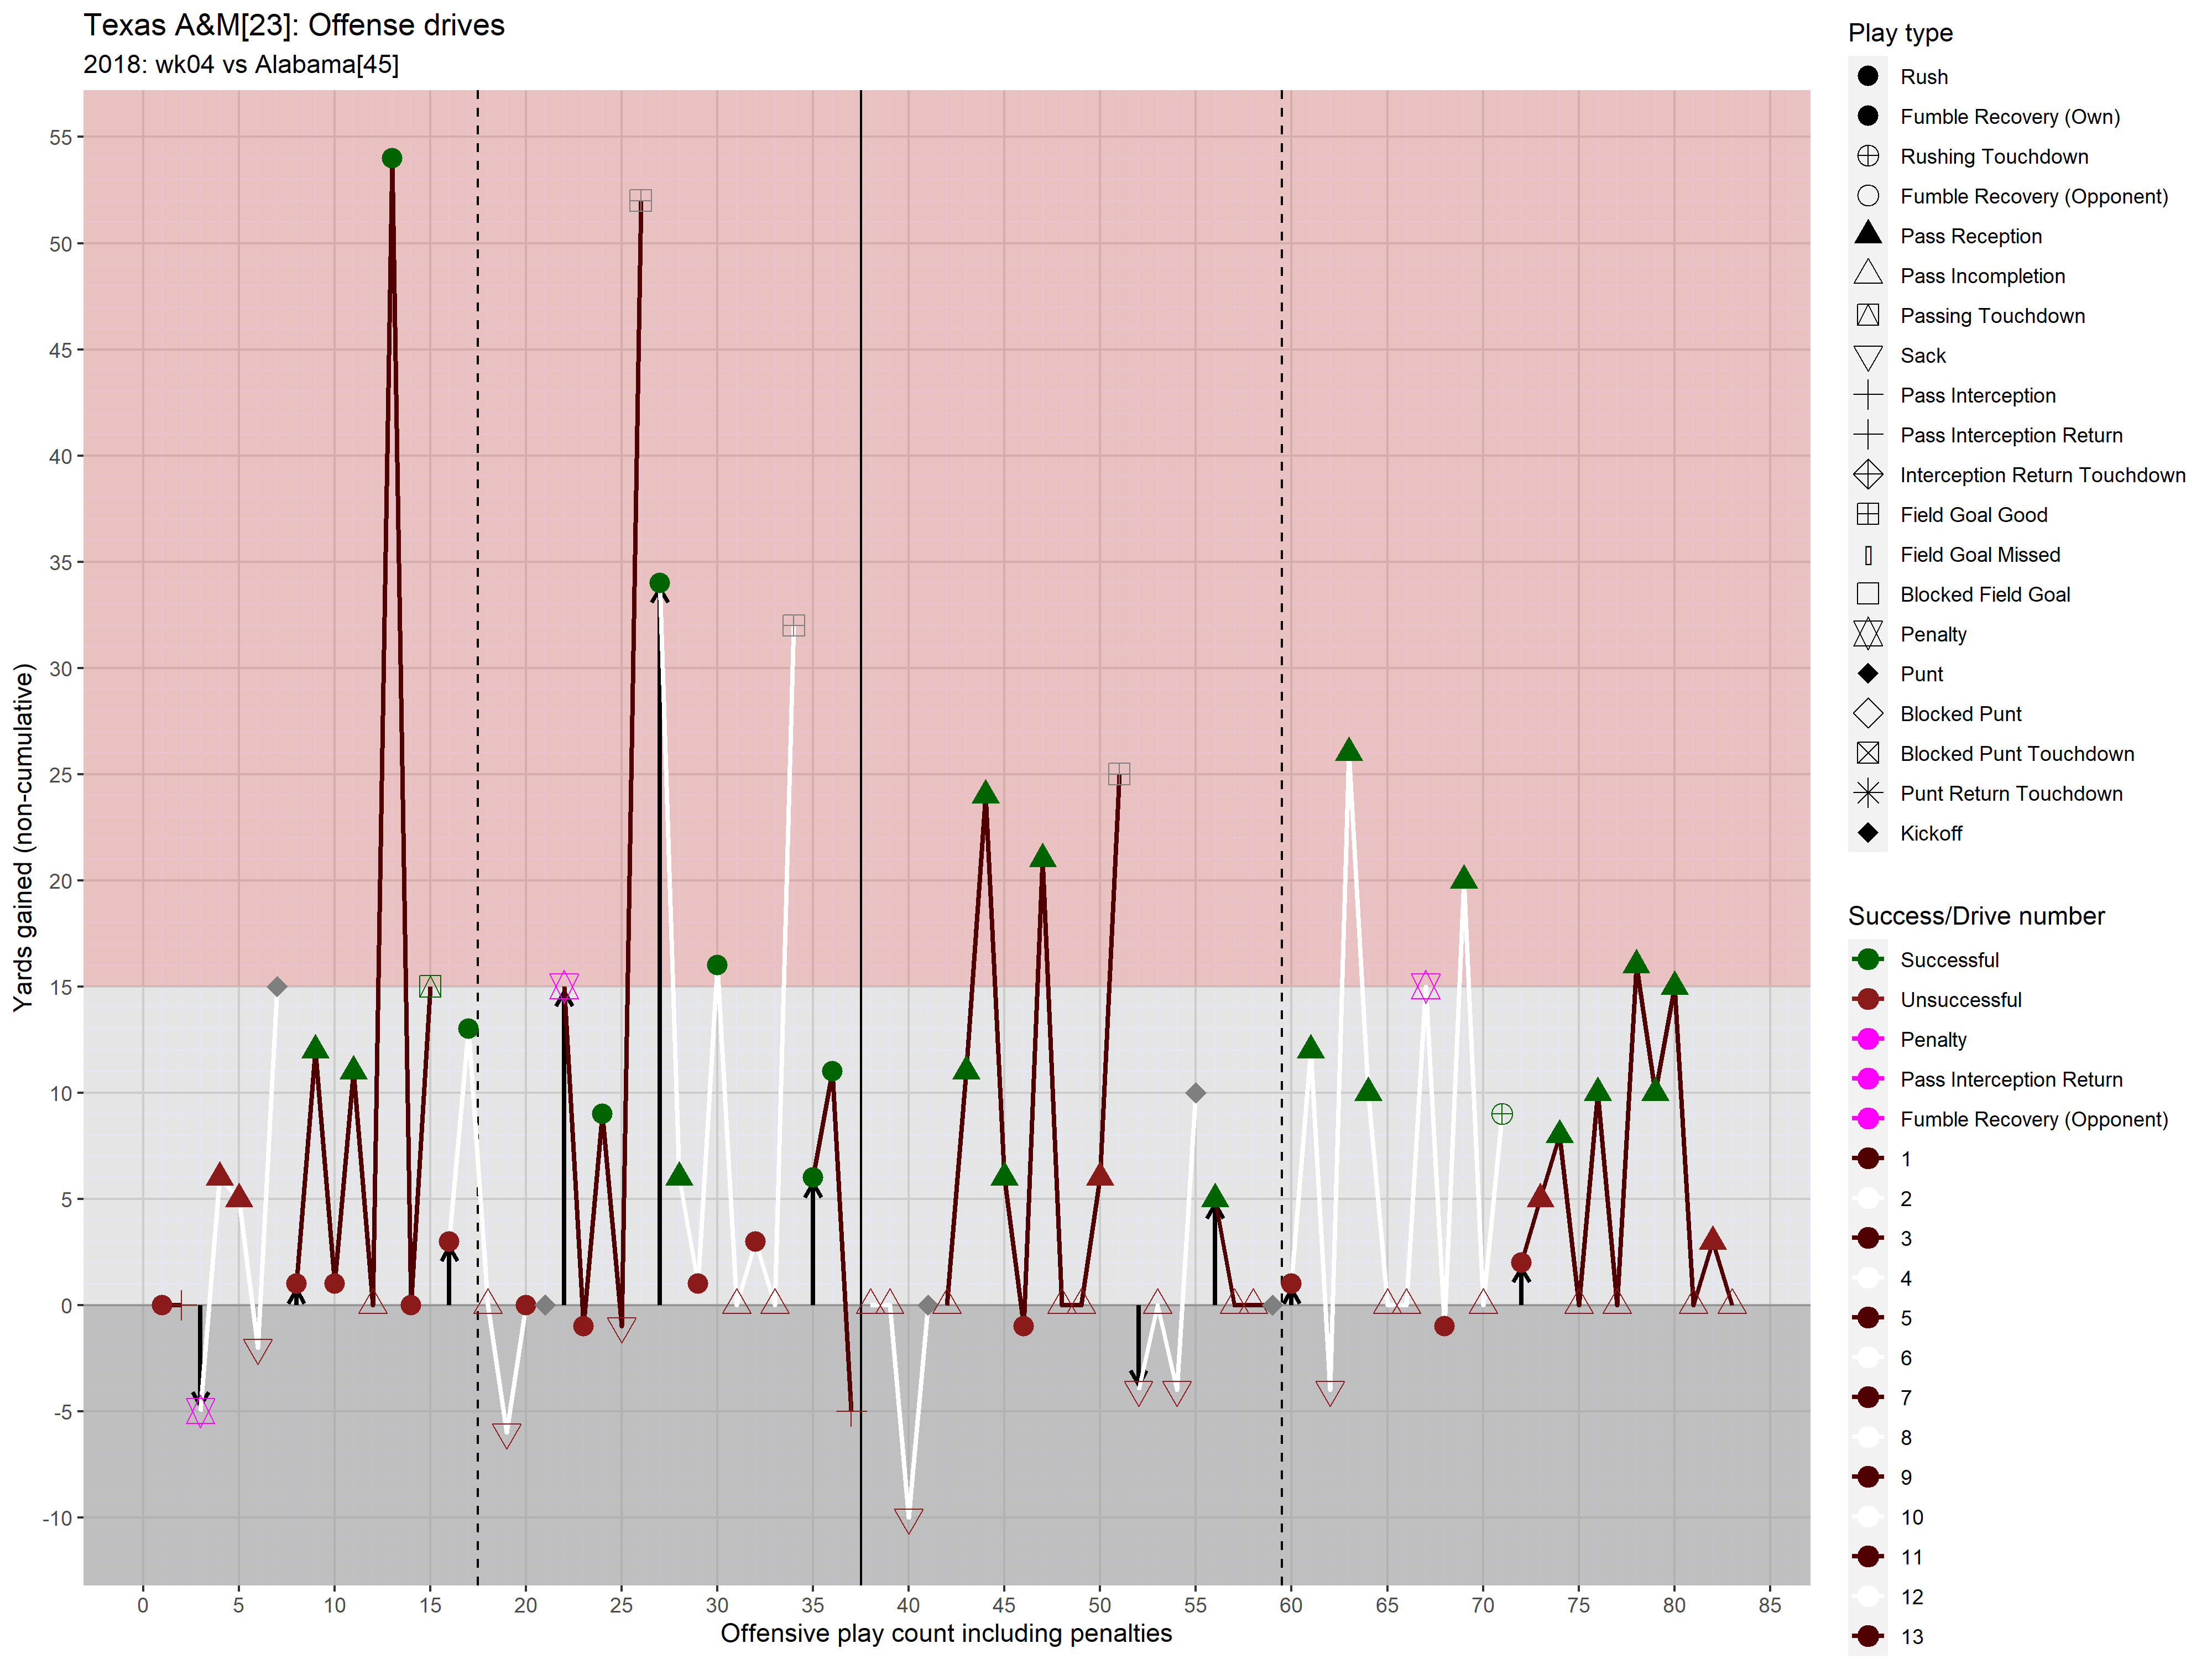 Texas A&M[23]: Offense drives
2018: wk04 vs Alabama[45]
Yards gained (non-cumulative)
55
50
45
40
35
30
25
20
15
10
5
0
-5
-10
0 5 10 15 20 25 30 35 40 45 50 55 60 65 70 75 80 85
Offensive play count including penalties
Play type
Rush
Fumble Recovery (Own)
Rushing Touchdown
Fumble Recovery (Opponent)
Pass Reception
Pass Incompletion
Passing Touchdown
Sack
Pass Interception
Pass Interception Return
Interception Return Touchdown
Field Goal Good
Field Goal Missed
Blocked Field Goal
Penalty
Punt
Blocked Punt
Blocked Punt Touchdown
Punt Return Touchdown
Kickoff
Success/Drive number
Successful
Unsuccessful
Penalty
Pass Interception Return
Fumble Recovery (Opponent)
1
2
3
4
5
6
7
8
9
10
11
12
13